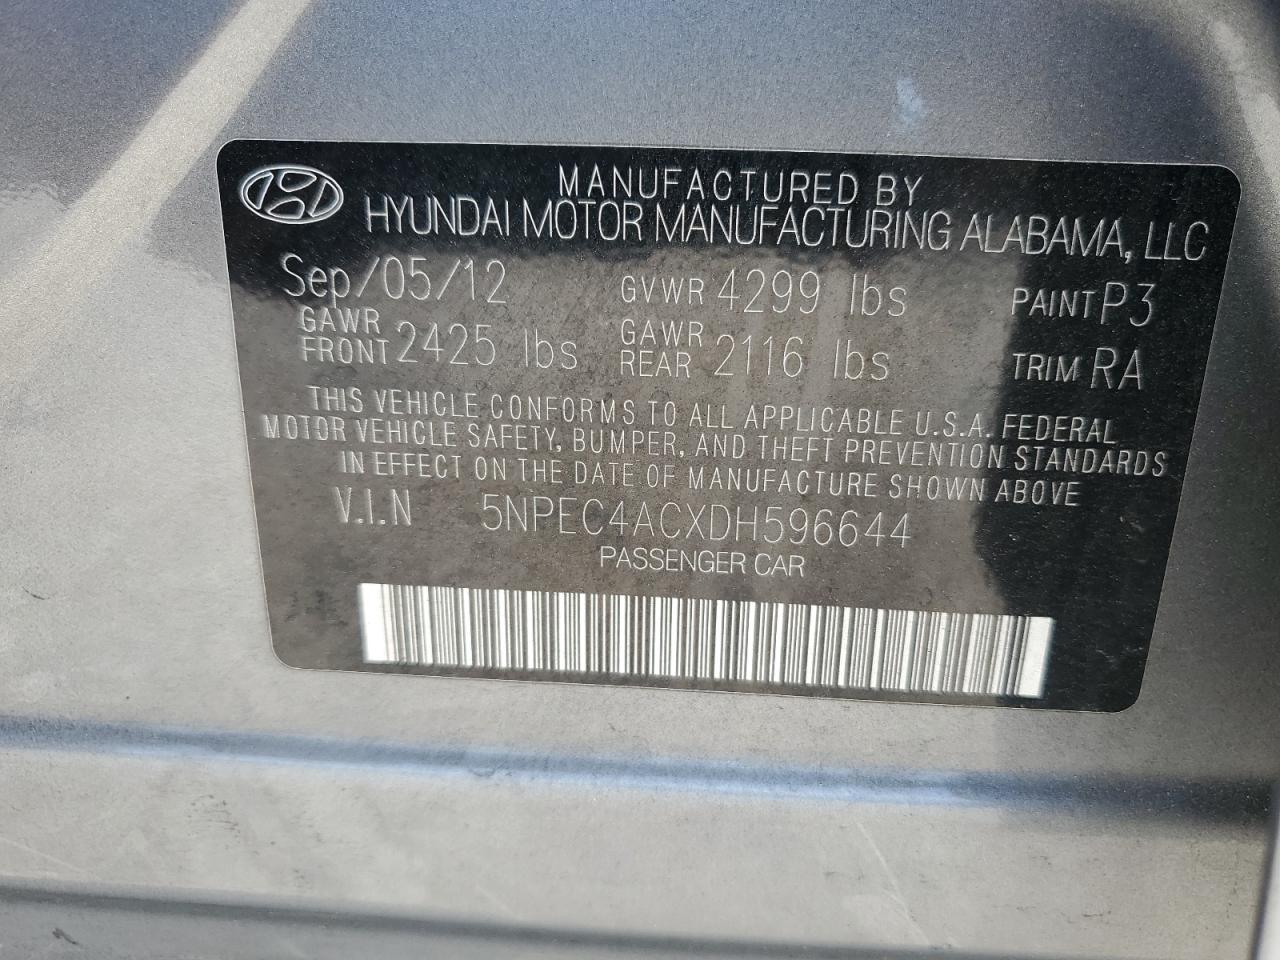 MANUFACTURED BY
HYUNDAI MOTOR MANUFACTURING ALABAMA, LLC
Sep/05/12 GVWR 4299 lbs PAINT P3
GAWR FRONT 2425 lbs GAWR REAR 2116 lbs TRIM RA
THIS VEHICLE CONFORMS TO ALL APPLICABLE U.S.A. FEDERAL
MOTOR VEHICLE SAFETY, BUMPER, AND THEFT PREVENTION STANDARDS
IN EFFECT ON THE DATE OF MANUFACTURE SHOWN ABOVE
V.I.N 5NPEC4ACXDH596644
PASSENGER CAR